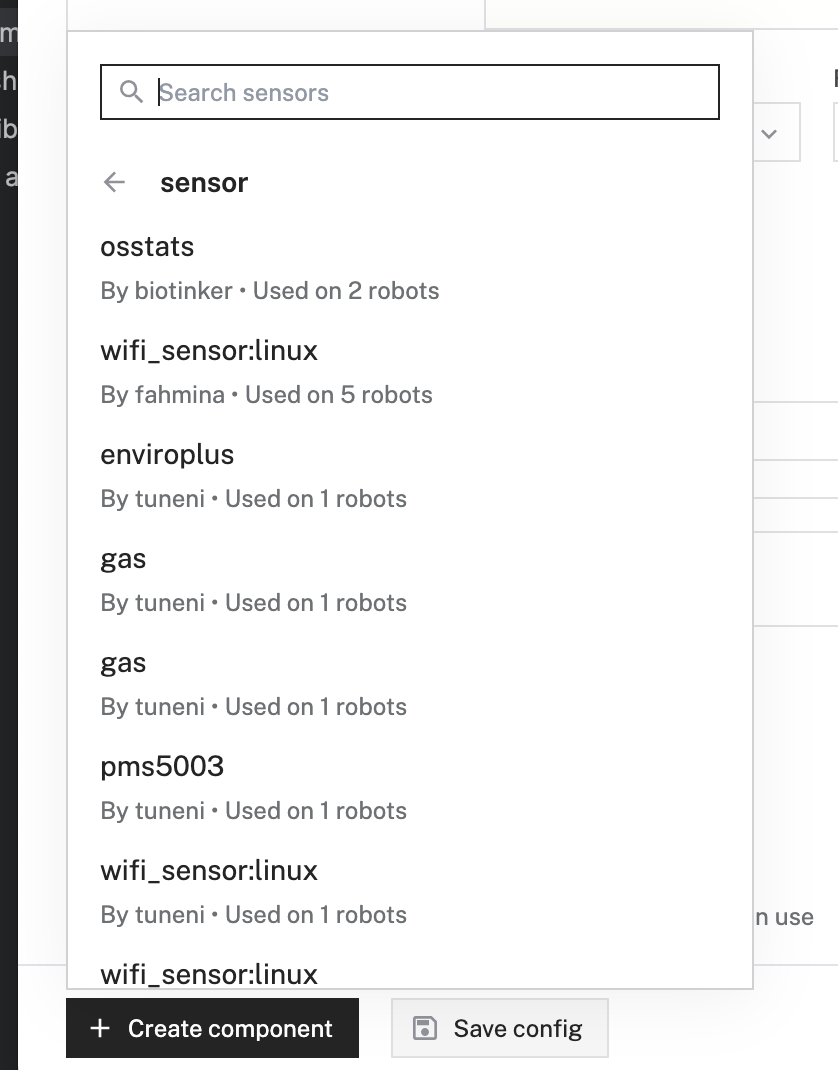 Search sensors
sensor
osstats
By biotinker • Used on 2 robots
wifi_sensor:linux
By fahmina • Used on 5 robots
enviroplus
By tuneni • Used on 1 robots
gas
By tuneni • Used on 1 robots
gas
By tuneni • Used on 1 robots
pms5003
By tuneni • Used on 1 robots
wifi_sensor:linux
By tuneni • Used on 1 robots
n use
wifi_sensor:linux
Create component
Save config